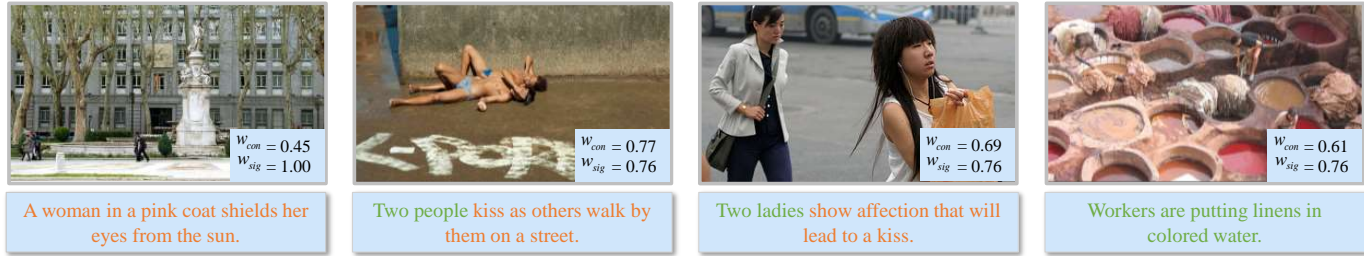 w_con = 0.45
w_sig = 1.00
A woman in a pink coat shields her
eyes from the sun.
K-POP!
w_con = 0.77
w_sig = 0.76
Two people kiss as others walk by
them on a street.
w_con = 0.69
w_sig = 0.76
Two ladies show affection that will
lead to a kiss.
w_con = 0.61
w_sig = 0.76
Workers are putting linens in
colored water.